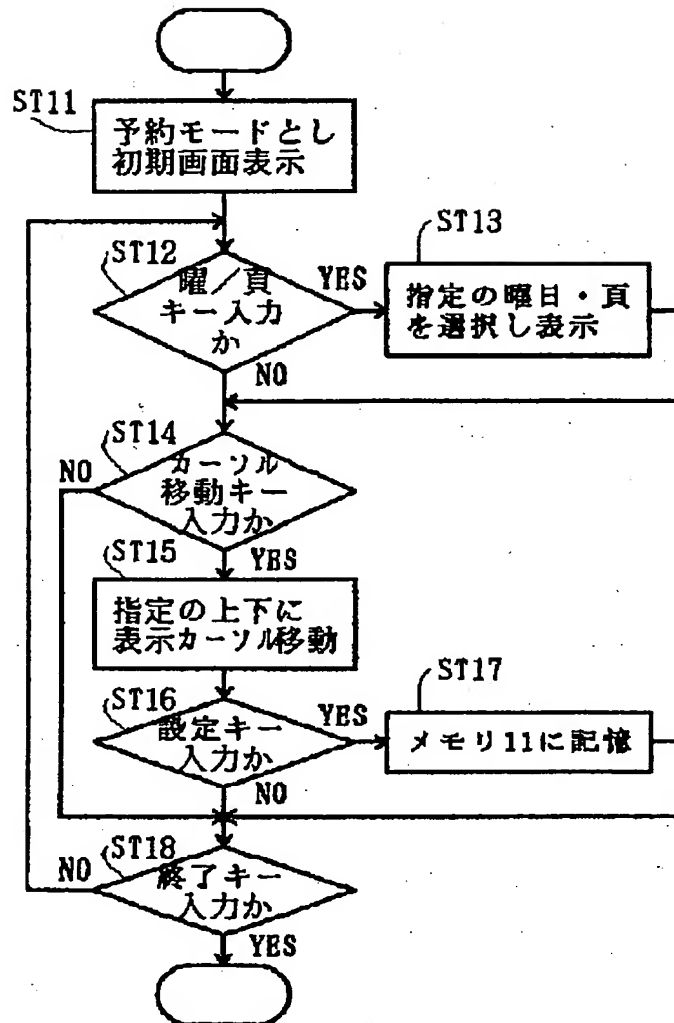 ST11
予約モードとし
初期画面表示
ST12
曜／頁
キー入力
か
YES
NO
ST13
指定の曜日・頁
を選択し表示
ST14
カーソル
移動キー
入力か
NO
YES
ST15
指定の上下に
表示カーソル移動
ST16
設定キー
入力か
YES
NO
ST17
メモリ11に記憶
ST18
終了キー
入力か
NO
YES